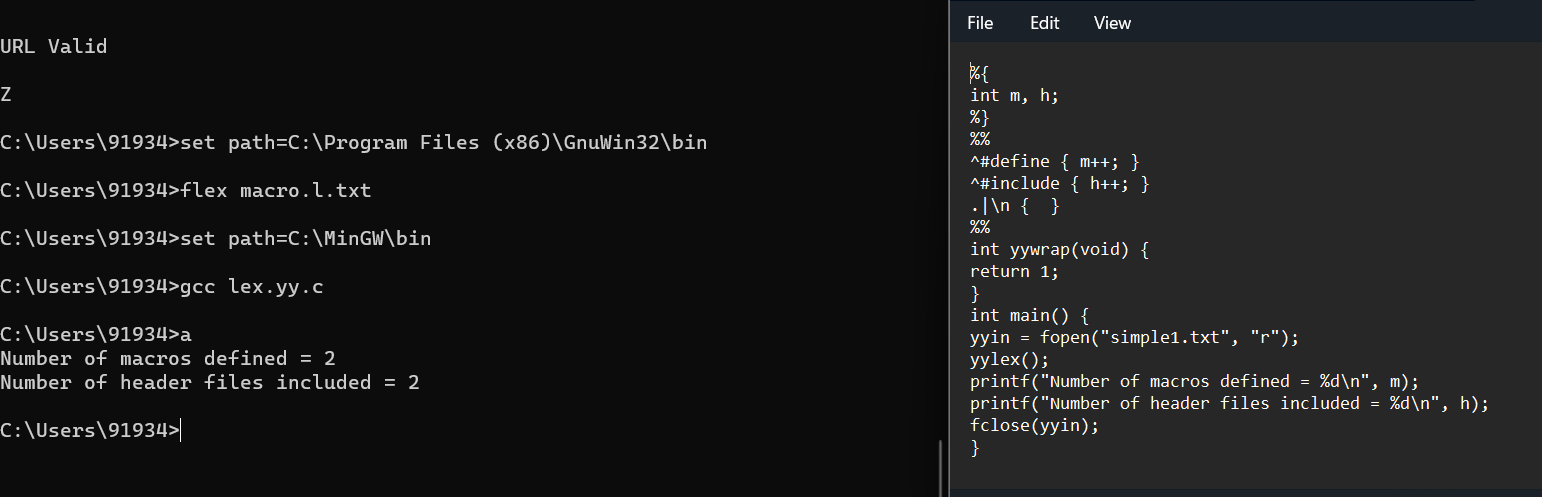 URL Valid
Z
C:\Users\91934>set path=C:\Program Files (x86)\GnuWin32\bin
C:\Users\91934>flex macro.l.txt
C:\Users\91934>set path=C:\MinGW\bin
C:\Users\91934>gcc lex.yy.c
C:\Users\91934>a
Number of macros defined = 2
Number of header files included = 2
C:\Users\91934>
File Edit View
%{
int m, h;
%}
%%
^#define { m++; }
^#include { h++; }
.|\n {  }
%%
int yywrap(void) {
return 1;
}
int main() {
yyin = fopen("simple1.txt", "r");
yylex();
printf("Number of macros defined = %d\n", m);
printf("Number of header files included = %d\n", h);
fclose(yyin);
}